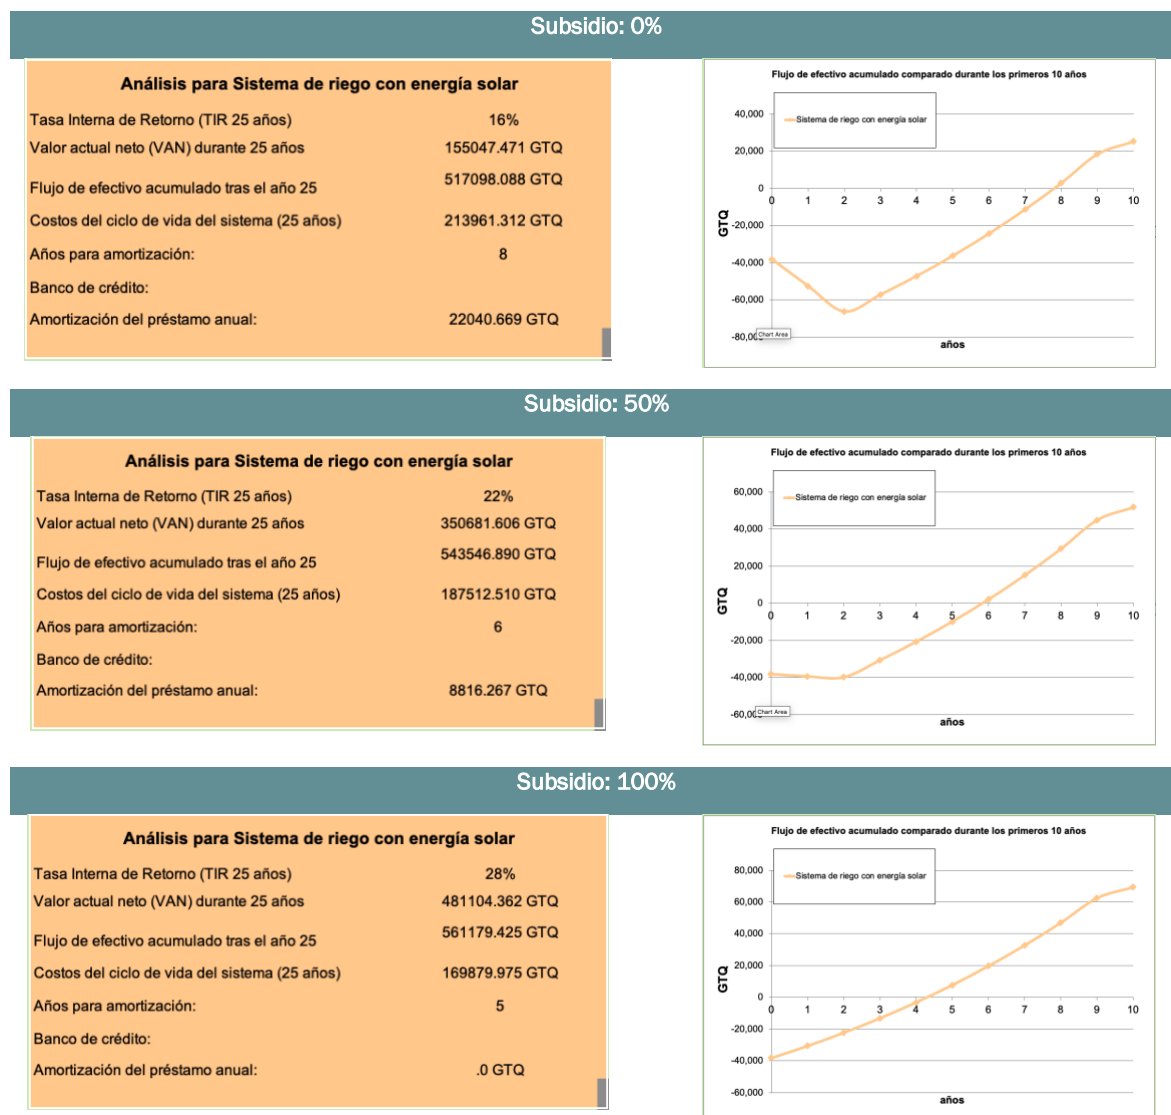 Subsidio: 0%
Análisis para Sistema de riego con energía solar
Tasa Interna de Retorno (TIR 25 años) 16%
Valor actual neto (VAN) durante 25 años 155047.471 GTQ
Flujo de efectivo acumulado tras el año 25 517098.088 GTQ
Costos del ciclo de vida del sistema (25 años) 213961.312 GTQ
Años para amortización: 8
Banco de crédito:
Amortización del préstamo anual: 22040.669 GTQ
Flujo de efectivo acumulado comparado durante los primeros 10 años
Sistema de riego con energía solar
40,000
20,000
0
-20,000
-40,000
-60,000
-80,00
Chart Area
GTQ
0 1 2 3 4 5 6 7 8 9 10
años
Subsidio: 50%
Análisis para Sistema de riego con energía solar
Tasa Interna de Retorno (TIR 25 años) 22%
Valor actual neto (VAN) durante 25 años 350681.606 GTQ
Flujo de efectivo acumulado tras el año 25 543546.890 GTQ
Costos del ciclo de vida del sistema (25 años) 187512.510 GTQ
Años para amortización: 6
Banco de crédito:
Amortización del préstamo anual: 8816.267 GTQ
Flujo de efectivo acumulado comparado durante los primeros 10 años
Sistema de riego con energía solar
60,000
40,000
20,000
0
-20,000
-40,000
-60,00
Chart Area
GTQ
0 1 2 3 4 5 6 7 8 9 10
años
Subsidio: 100%
Análisis para Sistema de riego con energía solar
Tasa Interna de Retorno (TIR 25 años) 28%
Valor actual neto (VAN) durante 25 años 481104.362 GTQ
Flujo de efectivo acumulado tras el año 25 561179.425 GTQ
Costos del ciclo de vida del sistema (25 años) 169879.975 GTQ
Años para amortización: 5
Banco de crédito:
Amortización del préstamo anual: .0 GTQ
Flujo de efectivo acumulado comparado durante los primeros 10 años
Sistema de riego con energía solar
80,000
60,000
40,000
20,000
0
-20,000
-40,000
-60,000
GTQ
0 1 2 3 4 5 6 7 8 9 10
años